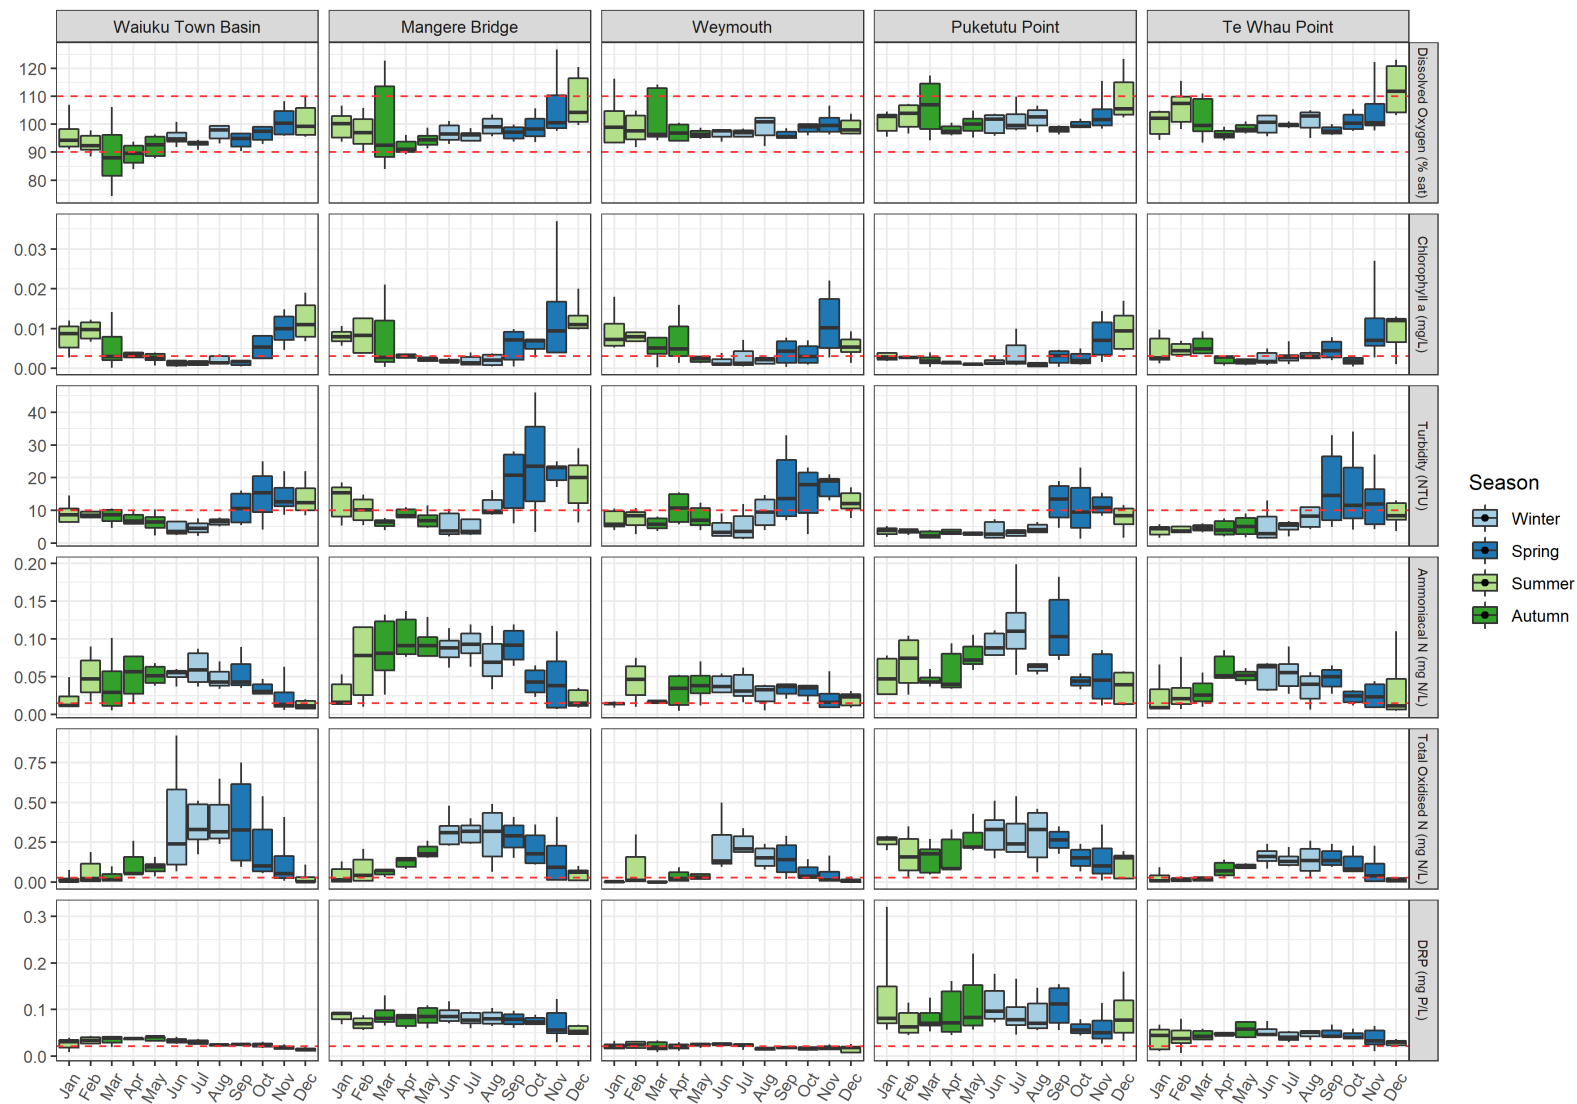 Waiuku Town Basin Mangere Bridge Weymouth Puketutu Point Te Whau Point
120
110
100
90
80
Dissolved Oxygen (% sat)
0.03
0.02
0.01
0.00
Chlorophyll a (mg/L)
40
30
20
10
0
Turbidity (NTU)
0.20
0.15
0.10
0.05
0.00
Ammoniacal N (mg N/L)
0.75
0.50
0.25
0.00
Total Oxidised N (mg N/L)
0.3
0.2
0.1
0.0
DRP (mg P/L)
Jan Feb Mar Apr May Jun Jul Aug Sep Oct Nov Dec Jan Feb Mar Apr May Jun Jul Aug Sep Oct Nov Dec Jan Feb Mar Apr May Jun Jul Aug Sep Oct Nov Dec Jan Feb Mar Apr May Jun Jul Aug Sep Oct Nov Dec Jan Feb Mar Apr May Jun Jul Aug Sep Oct Nov Dec
Season
Winter
Spring
Summer
Autumn